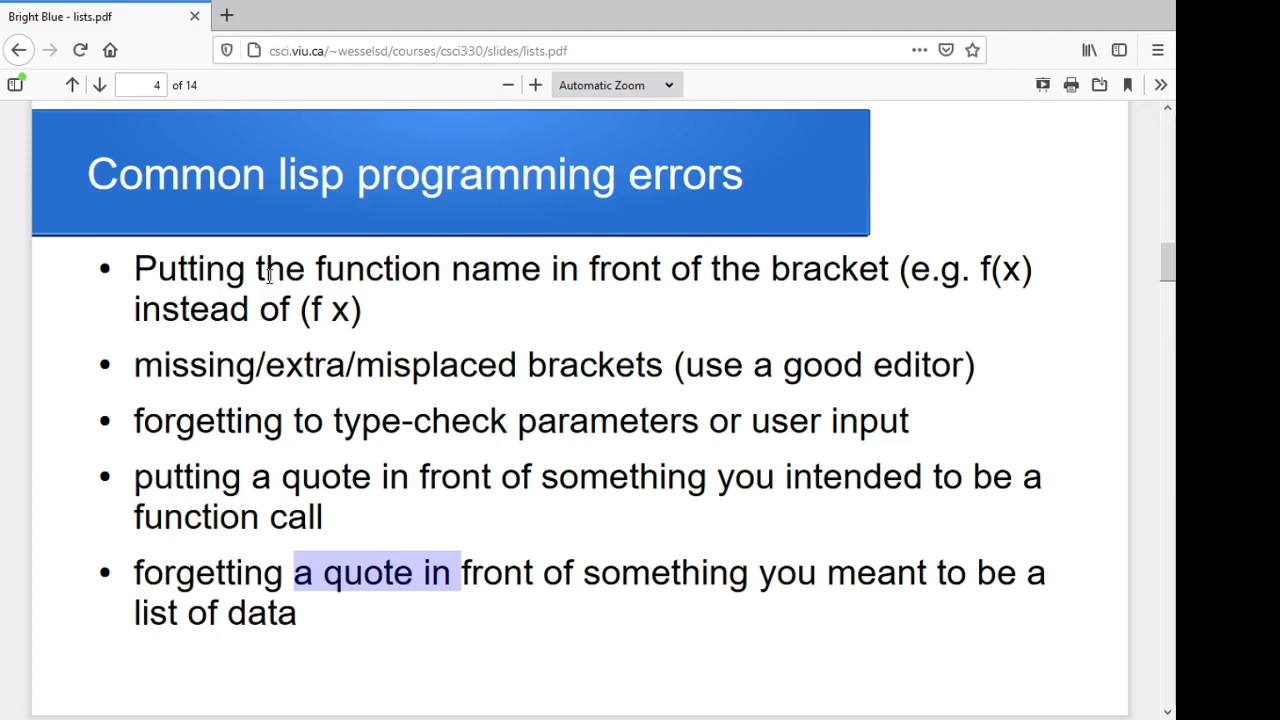 Bright Blue - lists.pdf
csci.viu.ca/~wesselsd/courses/csci330/slides/lists.pdf
4 of 14
Automatic Zoom
Common lisp programming errors
• Putting the function name in front of the bracket (e.g. f(x)
instead of (f x)
• missing/extra/misplaced brackets (use a good editor)
• forgetting to type-check parameters or user input
• putting a quote in front of something you intended to be a
function call
• forgetting a quote in front of something you meant to be a
list of data